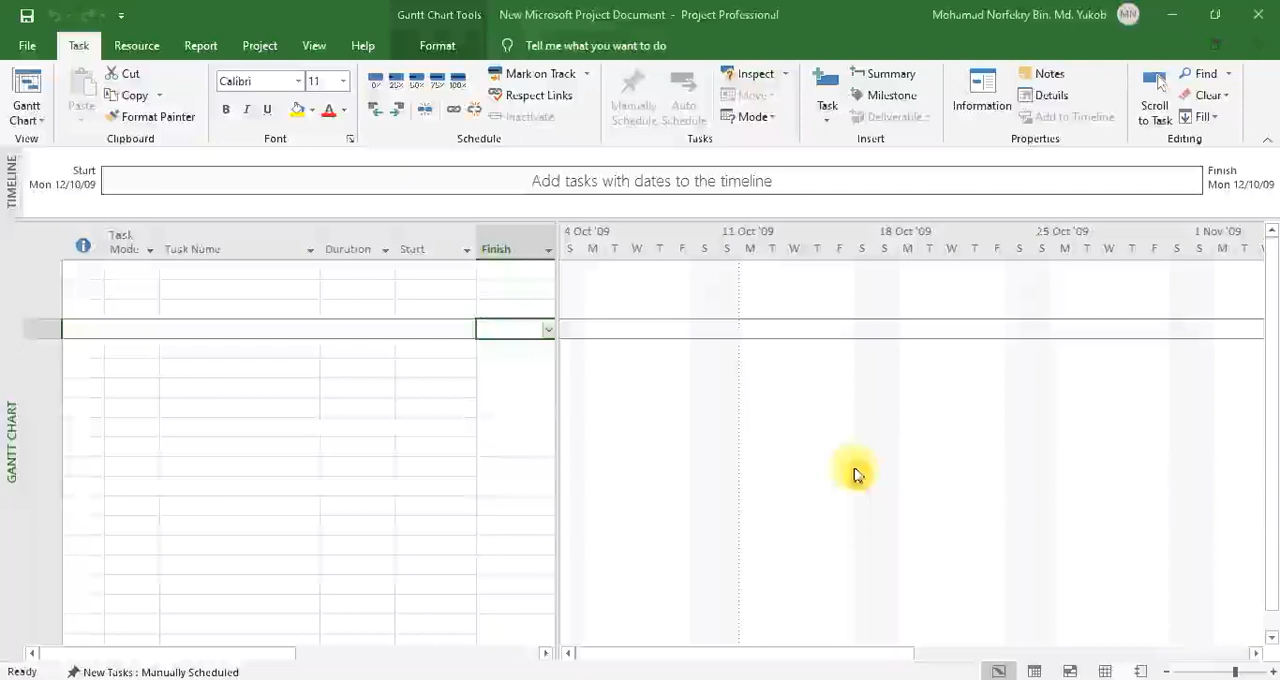 Gantt Chart Tools New Microsoft Project Document - Project Professional Mohamad Norfekry Bin. Md. Yukob MN
File Task Resource Report Project View Help Format Tell me what you want to do
Gantt Chart
View
Paste
Cut
Copy
Format Painter
Clipboard
Calibri 11
B I U A
Font
0% 25% 50% 75% 100%
Mark on Track
Respect Links
Inactivate
Schedule
Manually Schedule
Auto Schedule
Inspect
Move
Mode
Tasks
Task
Summary
Milestone
Deliverable
Insert
Information
Notes
Details
Add to Timeline
Properties
Scroll to Task
Find
Clear
Fill
Editing
TIMELINE
Start
Mon 12/10/09
Add tasks with dates to the timeline
Finish
Mon 12/10/09
Task Mode Task Name Duration Start Finish
4 Oct '09 11 Oct '09 18 Oct '09 25 Oct '09 1 Nov '09
S M T W T F S S M T W T F S S M T W T F S S M T W T F S S M T
GANTT CHART
Ready New Tasks : Manually Scheduled